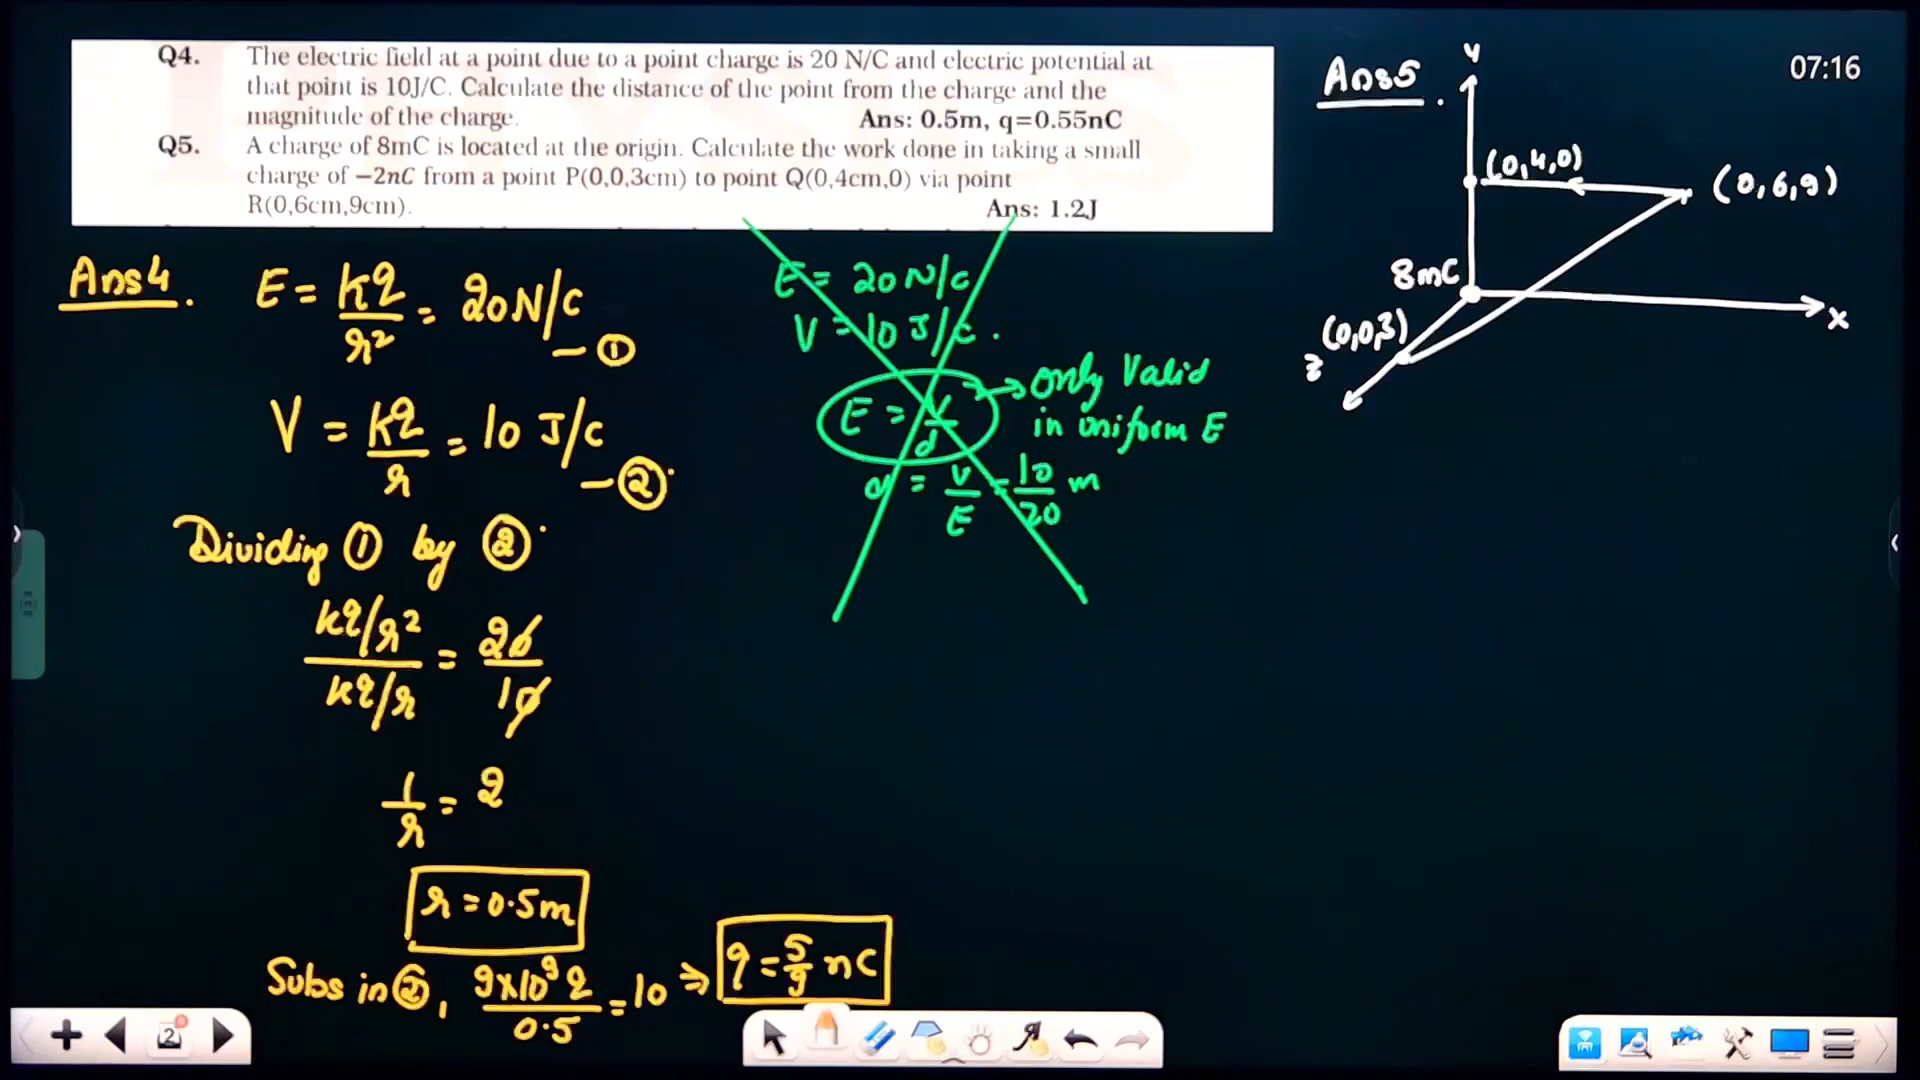 Q4. The electric field at a point due to a point charge is 20 N/C and electric potential at
that point is 10J/C. Calculate the distance of the point from the charge and the
magnitude of the charge. Ans: 0.5m, q=0.55nC
Q5. A charge of 8mC is located at the origin. Calculate the work done in taking a small
charge of −2nC from a point P(0,0,3cm) to point Q(0,4cm,0) via point
R(0,6cm,9cm). Ans: 1.2J
Ans4. E = kq/r² = 20N/C — ①
V = kq/r = 10 J/C — ②
Dividing ① by ②
kq/r² / kq/r = 20/10
1/r = 2
r = 0.5m
Subs in ②, 9x10⁹ q / 0.5 = 10 ⇒ q = 5/9 nC
E = 20 N/C
V = 10 J/C.
E = V/d → only Valid
in uniform E
d = V/E = 10/20 m
Ans5.
07:16
y
(0,4,0)
(0,6,9)
8mC
(0,0,3)
x
z
2